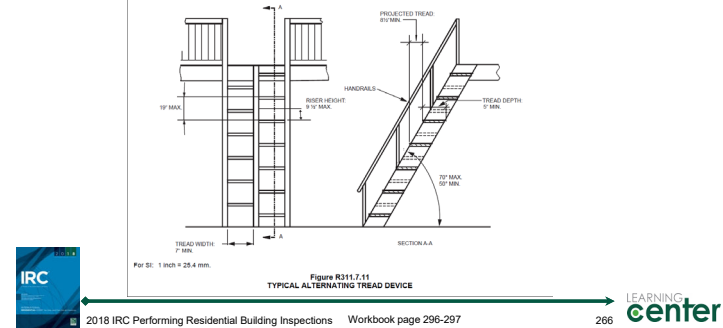 A
PROJECTED TREAD:
8½" MIN.
HANDRAILS
RISER HEIGHT:
9 ½" MAX.
19" MAX.
TREAD DEPTH:
5" MIN.
70° MAX.
50° MIN.
A
TREAD WIDTH:
7" MIN.
SECTION A-A
For SI: 1 inch = 25.4 mm.
Figure R311.7.11
TYPICAL ALTERNATING TREAD DEVICE
IRC
2018 IRC Performing Residential Building Inspections Workbook page 296-297
266
LEARNING
center